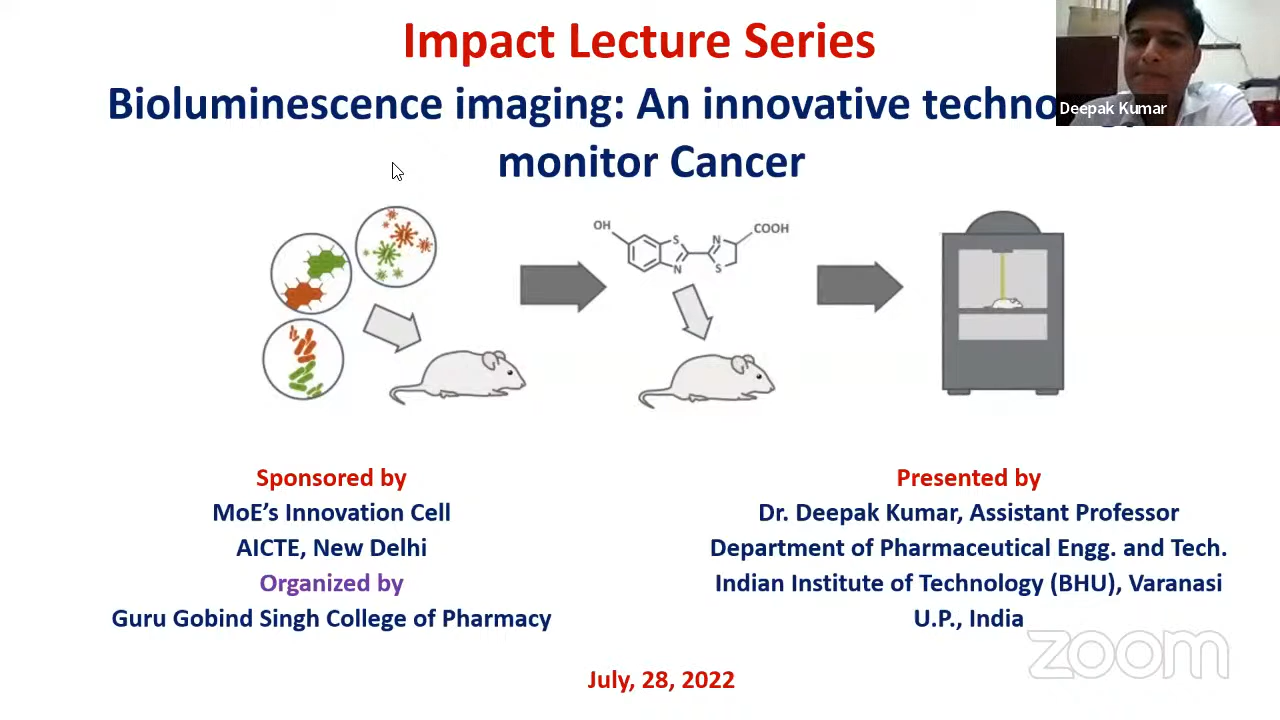 Impact Lecture Series
Bioluminescence imaging: An innovative
monitor Cancer
Deepak Kumar
OH
S
N
N
S
COOH
Sponsored by
MoE’s Innovation Cell
AICTE, New Delhi
Organized by
Guru Gobind Singh College of Pharmacy
Presented by
Dr. Deepak Kumar, Assistant Professor
Department of Pharmaceutical Engg. and Tech.
Indian Institute of Technology (BHU), Varanasi
U.P., India
zoom
July, 28, 2022